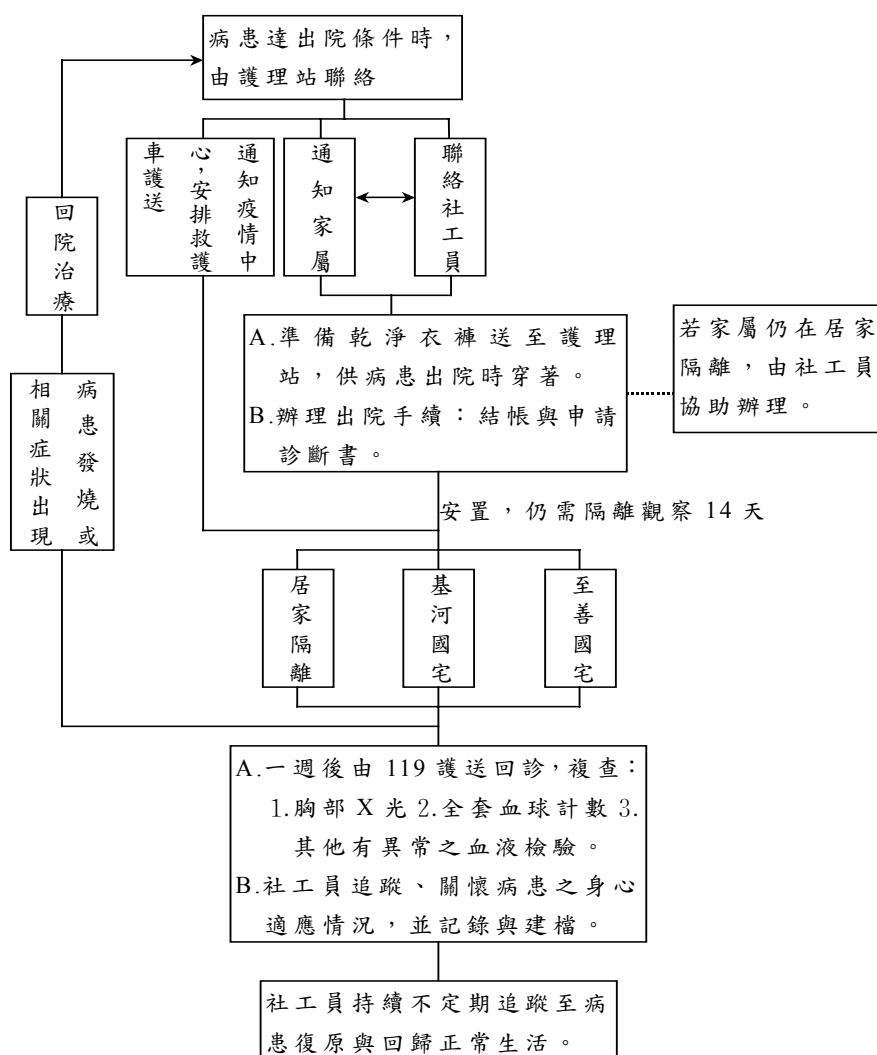 病患達出院條件時，
由護理站聯絡
通知疫情中
心，安排救護
車護送
通知家屬
聯絡社工員
回院治療
A.準備乾淨衣褲送至護理
站，供病患出院時穿著。
B.辦理出院手續：結帳與申請
診斷書。
若家屬仍在居家
隔離，由社工員
協助辦理。
病患發燒或
相關症狀出現
安置，仍需隔離觀察 14 天
居家隔離
基河國宅
至善國宅
A.一週後由 119 護送回診，複查：
1.胸部 X 光 2.全套血球計數 3.
其他有異常之血液檢驗。
B.社工員追蹤、關懷病患之身心
適應情況，並記錄與建檔。
社工員持續不定期追蹤至病
患復原與回歸正常生活。